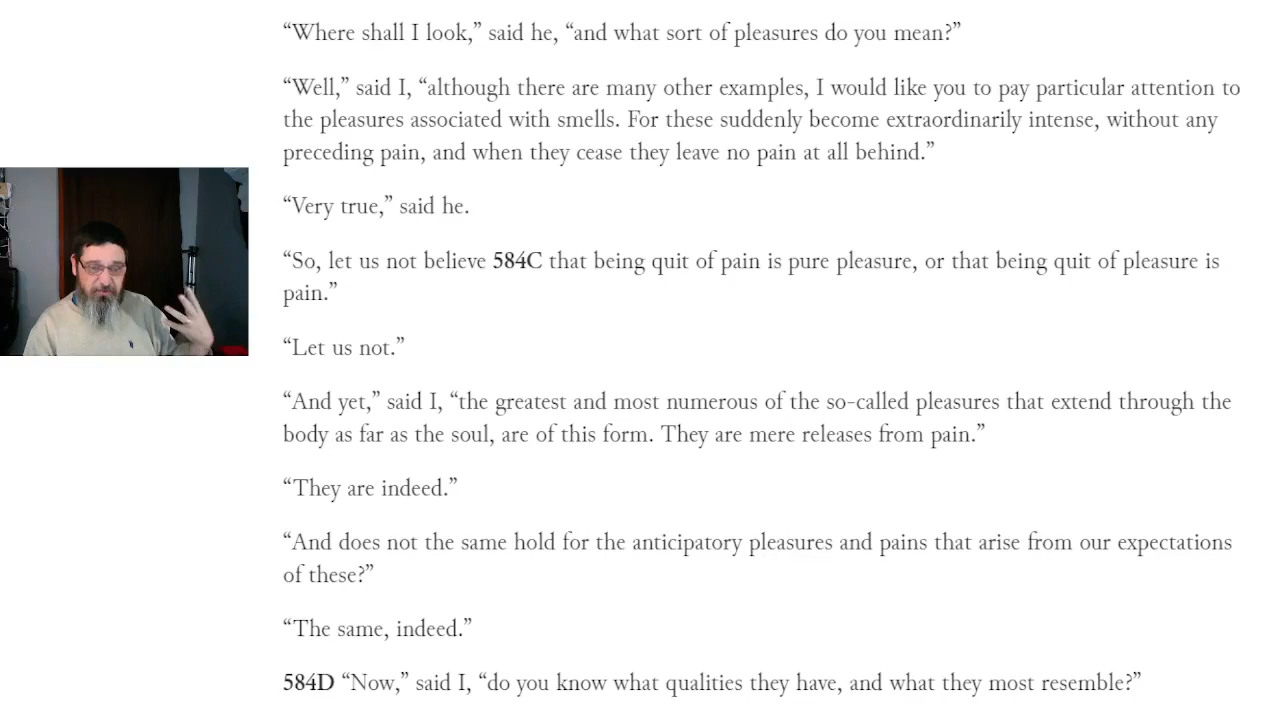 “Where shall I look,” said he, “and what sort of pleasures do you mean?”
“Well,” said I, “although there are many other examples, I would like you to pay particular attention to
the pleasures associated with smells. For these suddenly become extraordinarily intense, without any
preceding pain, and when they cease they leave no pain at all behind.”
“Very true,” said he.
“So, let us not believe 584C that being quit of pain is pure pleasure, or that being quit of pleasure is
pain.”
“Let us not.”
“And yet,” said I, “the greatest and most numerous of the so-called pleasures that extend through the
body as far as the soul, are of this form. They are mere releases from pain.”
“They are indeed.”
“And does not the same hold for the anticipatory pleasures and pains that arise from our expectations
of these?”
“The same, indeed.”
584D “Now,” said I, “do you know what qualities they have, and what they most resemble?”